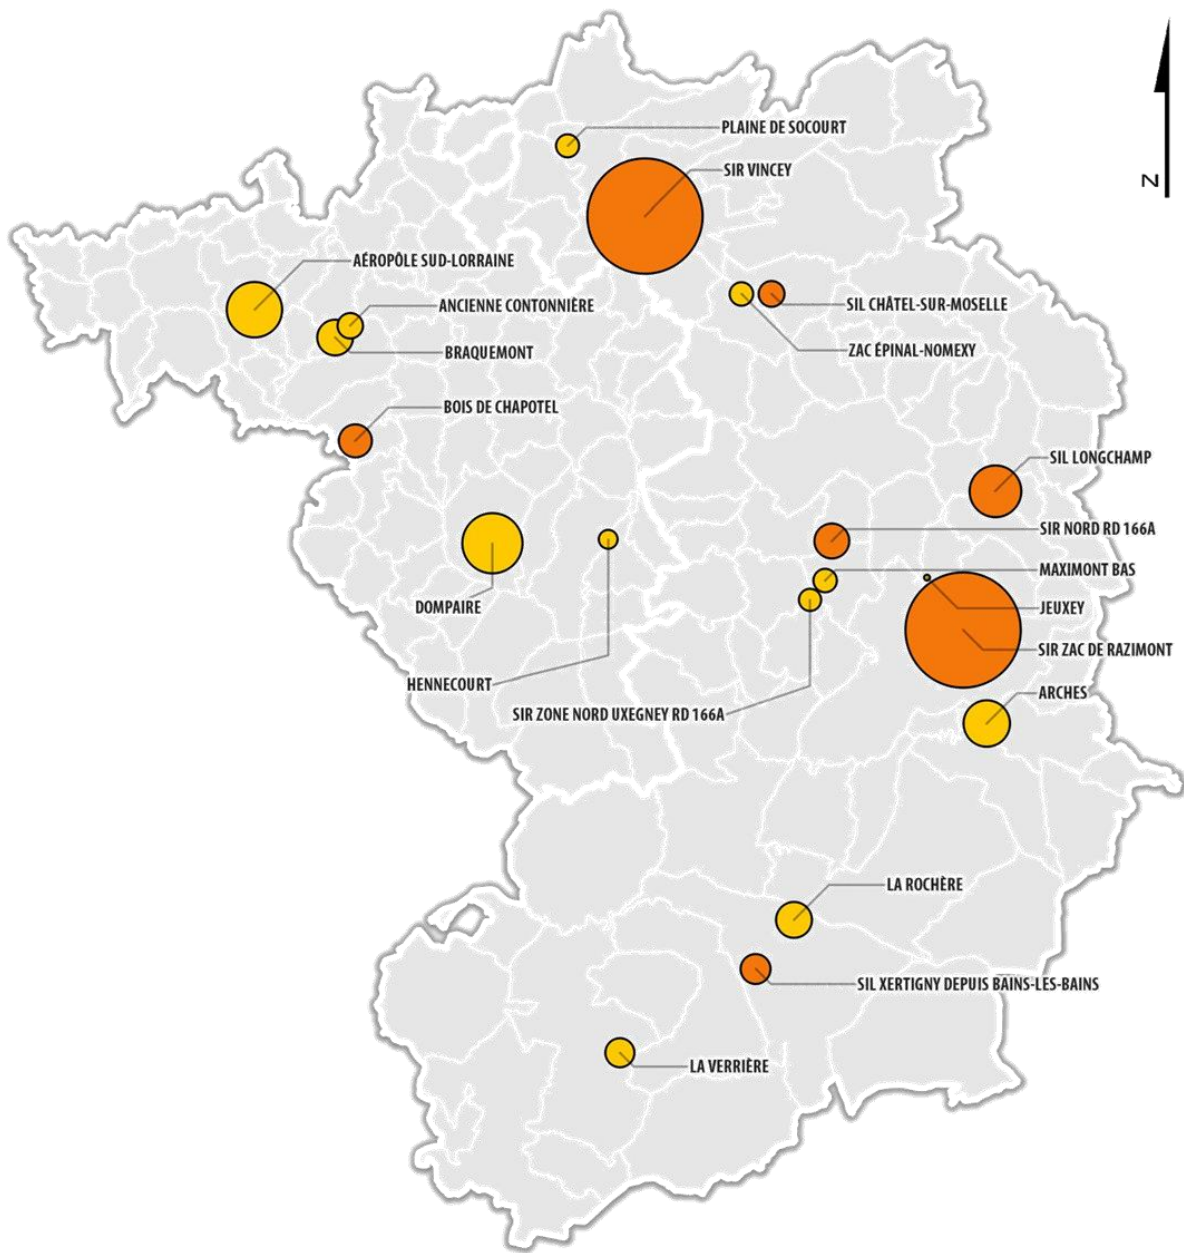 PLAINE DE SOCOURT
SIR VINCEY
N
AÉROPÔLE SUD-LORRAINE
ANCIENNE CONTONNIÈRE
SIL CHÂTEL-SUR-MOSELLE
BRAQUEMONT
ZAC ÉPINAL-NOMEXY
BOIS DE CHAPOTEL
SIL LONGCHAMP
SIR NORD RD 166A
MAXIMONT BAS
DOMPAIRE
JEUXEY
SIR ZAC DE RAZIMONT
HENNECOURT
ARCHES
SIR ZONE NORD UXEGNEY RD 166A
LA ROCHÈRE
SIL XERTIGNY DEPUIS BAINS-LES-BAINS
LA VERRIÈRE